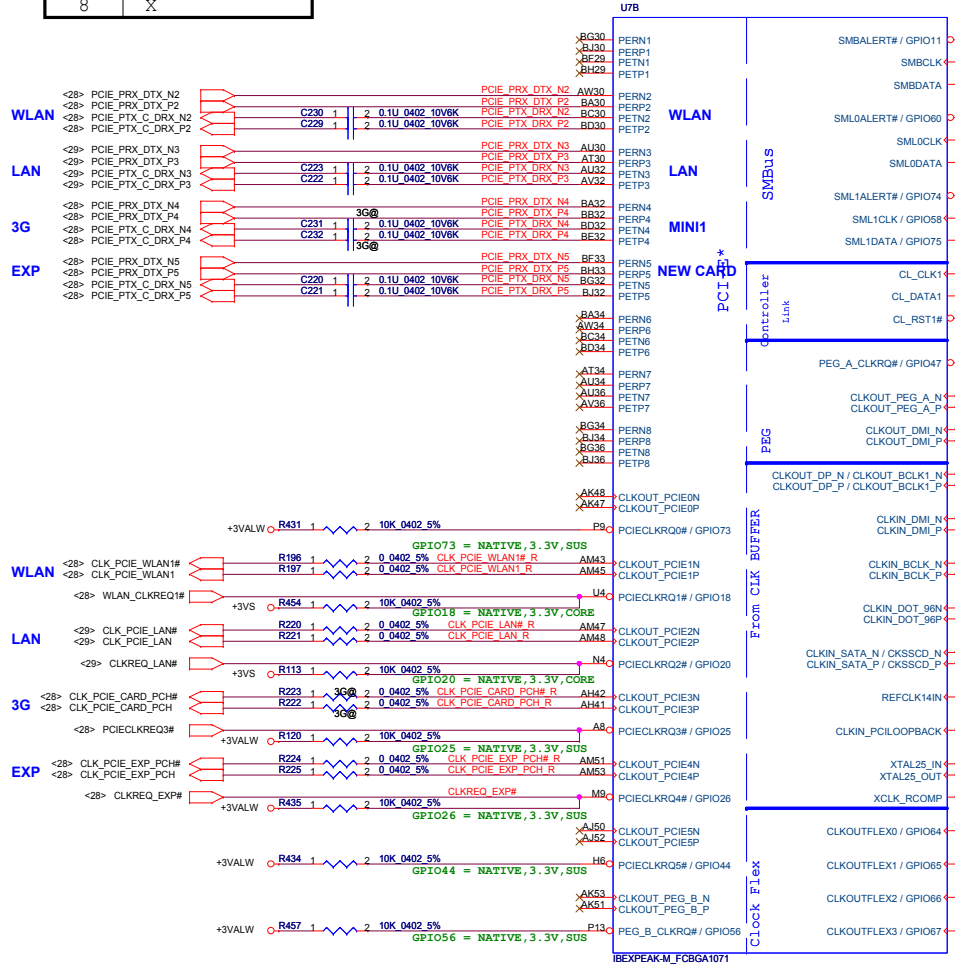 8 X
U7B
BG30 PERN1 SMBALERT# / GPIO11
BJ30 PERP1
BF29 PETN1 SMBCLK
BH29 PETP1
SMBDATA
<28> PCIE_PRX_DTX_N2 PCIE_PRX_DTX_N2 AW30 PERN2
<28> PCIE_PRX_DTX_P2 PCIE_PRX_DTX_P2 BA30 PERP2
WLAN <28> PCIE_PTX_C_DRX_N2 C230 1 2 0.1U_0402_10V6K PCIE_PTX_DRX_N2 BC30 PETN2 WLAN SML0ALERT# / GPIO60
<28> PCIE_PTX_C_DRX_P2 C229 1 2 0.1U_0402_10V6K PCIE_PTX_DRX_P2 BD30 PETP2
SML0CLK
<29> PCIE_PRX_DTX_N3 PCIE_PRX_DTX_N3 AU30 PERN3
<29> PCIE_PRX_DTX_P3 PCIE_PRX_DTX_P3 AT30 PERP3 SML0DATA
LAN <29> PCIE_PTX_C_DRX_N3 C223 1 2 0.1U_0402_10V6K PCIE_PTX_DRX_N3 AU32 PETN3 LAN
<29> PCIE_PTX_C_DRX_P3 C222 1 2 0.1U_0402_10V6K PCIE_PTX_DRX_P3 AV32 PETP3
SMBus
SML1ALERT# / GPIO74
<28> PCIE_PRX_DTX_N4 PCIE_PRX_DTX_N4 BA32 PERN4
<28> PCIE_PRX_DTX_P4 3G@ PCIE_PRX_DTX_P4 BB32 PERP4 SML1CLK / GPIO58
3G <28> PCIE_PTX_C_DRX_N4 C231 1 2 0.1U_0402_10V6K PCIE_PTX_DRX_N4 BD32 PETN4 MINI1
<28> PCIE_PTX_C_DRX_P4 C232 1 2 0.1U_0402_10V6K PCIE_PTX_DRX_P4 BE32 PETP4 SML1DATA / GPIO75
3G@
<28> PCIE_PRX_DTX_N5 PCIE_PRX_DTX_N5 BF33 PERN5
EXP <28> PCIE_PRX_DTX_P5 PCIE_PRX_DTX_P5 BH33 PERP5 NEW CARD CL_CLK1
<28> PCIE_PTX_C_DRX_N5 C220 1 2 0.1U_0402_10V6K PCIE_PTX_DRX_N5 BG32 PETN5
<28> PCIE_PTX_C_DRX_P5 C221 1 2 0.1U_0402_10V6K PCIE_PTX_DRX_P5 BJ32 PETP5 CL_DATA1
PCI-E*
Controller
Link
BA34 PERN6 CL_RST1#
AW34 PERP6
BC34 PETN6
BD34 PETP6
PEG_A_CLKRQ# / GPIO47
AT34 PERN7
AU34 PERP7
AU36 PETN7 CLKOUT_PEG_A_N
AV36 PETP7 CLKOUT_PEG_A_P
PEG
BG34 PERN8 CLKOUT_DMI_N
BJ34 PERP8 CLKOUT_DMI_P
BG36 PETN8
BJ36 PETP8
CLKOUT_DP_N / CLKOUT_BCLK1_N
CLKOUT_DP_P / CLKOUT_BCLK1_P
AK48 CLKOUT_PCIE0N
AK47 CLKOUT_PCIE0P
CLKIN_DMI_N
+3VALW R431 1 2 10K_0402_5% P9 PCIECLKRQ0# / GPIO73 CLKIN_DMI_P
GPIO73 = NATIVE,3.3V,SUS
From CLK BUFFER
WLAN <28> CLK_PCIE_WLAN1# R196 1 2 0_0402_5% CLK_PCIE_WLAN1#_R AM43 CLKOUT_PCIE1N CLKIN_BCLK_N
<28> CLK_PCIE_WLAN1 R197 1 2 0_0402_5% CLK_PCIE_WLAN1_R AM45 CLKOUT_PCIE1P CLKIN_BCLK_P
<28> WLAN_CLKREQ1# U4 PCIECLKRQ1# / GPIO18
+3VS R454 1 2 10K_0402_5% CLKIN_DOT_96N
GPIO18 = NATIVE,3.3V,CORE CLKIN_DOT_96P
<29> CLK_PCIE_LAN# R220 1 2 0_0402_5% CLK_PCIE_LAN#_R AM47 CLKOUT_PCIE2N
LAN <29> CLK_PCIE_LAN R221 1 2 0_0402_5% CLK_PCIE_LAN_R AM48 CLKOUT_PCIE2P
CLKIN_SATA_N / CKSSCD_N
<29> CLKREQ_LAN# N4 PCIECLKRQ2# / GPIO20 CLKIN_SATA_P / CKSSCD_P
+3VS R113 1 2 10K_0402_5%
GPIO20 = NATIVE,3.3V,CORE
3G <28> CLK_PCIE_CARD_PCH# R223 1 3G@ 2 0_0402_5% CLK_PCIE_CARD_PCH#_R AH42 CLKOUT_PCIE3N REFCLK14IN
<28> CLK_PCIE_CARD_PCH R222 1 2 0_0402_5% CLK_PCIE_CARD_PCH_R AH41 CLKOUT_PCIE3P
3G@
<28> PCIECLKREQ3# A8 PCIECLKRQ3# / GPIO25 CLKIN_PCILOOPBACK
+3VALW R120 1 2 10K_0402_5%
GPIO25 = NATIVE,3.3V,SUS
<28> CLK_PCIE_EXP_PCH# R224 1 2 0_0402_5% CLK_PCIE_EXP_PCH#_R AM51 CLKOUT_PCIE4N XTAL25_IN
EXP <28> CLK_PCIE_EXP_PCH R225 1 2 0_0402_5% CLK_PCIE_EXP_PCH_R AM53 CLKOUT_PCIE4P XTAL25_OUT
<28> CLKREQ_EXP# CLKREQ_EXP# M9 PCIECLKRQ4# / GPIO26 XCLK_RCOMP
+3VALW R435 1 2 10K_0402_5%
GPIO26 = NATIVE,3.3V,SUS
AJ50 CLKOUT_PCIE5N CLKOUTFLEX0 / GPIO64
AJ52 CLKOUT_PCIE5P
+3VALW R434 1 2 10K_0402_5% H6 PCIECLKRQ5# / GPIO44 CLKOUTFLEX1 / GPIO65
GPIO44 = NATIVE,3.3V,SUS
Clock Flex
AK53 CLKOUT_PEG_B_N CLKOUTFLEX2 / GPIO66
AK51 CLKOUT_PEG_B_P
+3VALW R457 1 2 10K_0402_5% P13 PEG_B_CLKRQ# / GPIO56 CLKOUTFLEX3 / GPIO67
GPIO56 = NATIVE,3.3V,SUS
IBEXPEAK-M_FCBGA1071